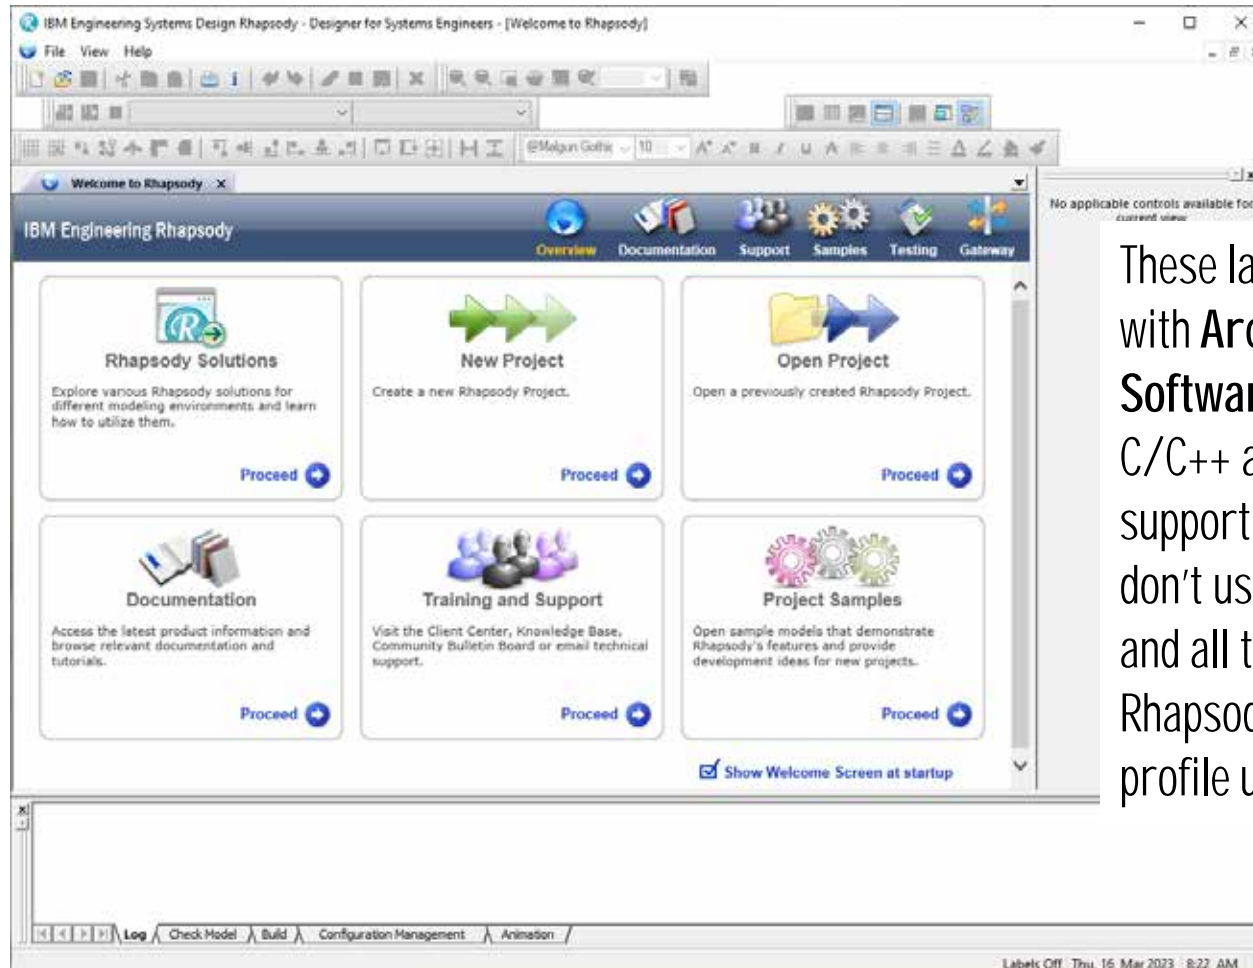 IBM Engineering Systems Design Rhapsody - Designer for Systems Engineers - [Welcome to Rhapsody]
File View Help
@Malgun Gothic 10
Welcome to Rhapsody x
No applicable controls available for
current view
IBM Engineering Rhapsody
Overview Documentation Support Samples Testing Gateway
Rhapsody Solutions
Explore various Rhapsody solutions for
different modeling environments and learn
how to utilize them.
Proceed
New Project
Create a new Rhapsody Project.
Proceed
Open Project
Open a previously created Rhapsody Project.
Proceed
Documentation
Access the latest product information and
browse relevant documentation and
tutorials.
Proceed
Training and Support
Visit the Client Center, Knowledge Base,
Community Bulletin Board or email technical
support.
Proceed
Project Samples
Open sample models that demonstrate
Rhapsody's features and provide
development ideas for new projects.
Proceed
Show Welcome Screen at startup
These la
with Arc
Softwar
C/C++ a
support
don't us
and all t
Rhapsod
profile u
Log Check Model Build Configuration Management Animation
Labels Off Thu, 16, Mar 2023 8:22 AM